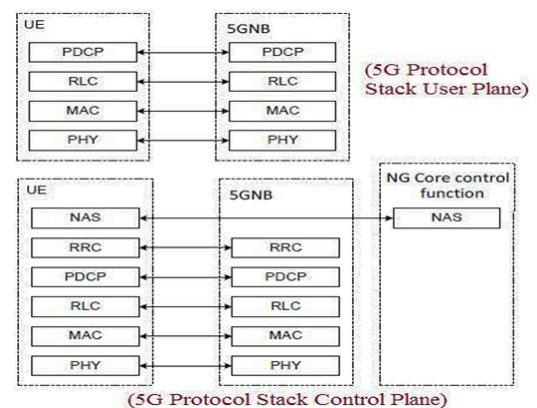 UE
5GNB
PDCP PDCP
RLC RLC
MAC MAC
PHY PHY
(5G Protocol
Stack User Plane)
UE
5GNB
NG Core control
function
NAS NAS
RRC RRC
PDCP PDCP
RLC RLC
MAC MAC
PHY PHY
(5G Protocol Stack Control Plane)